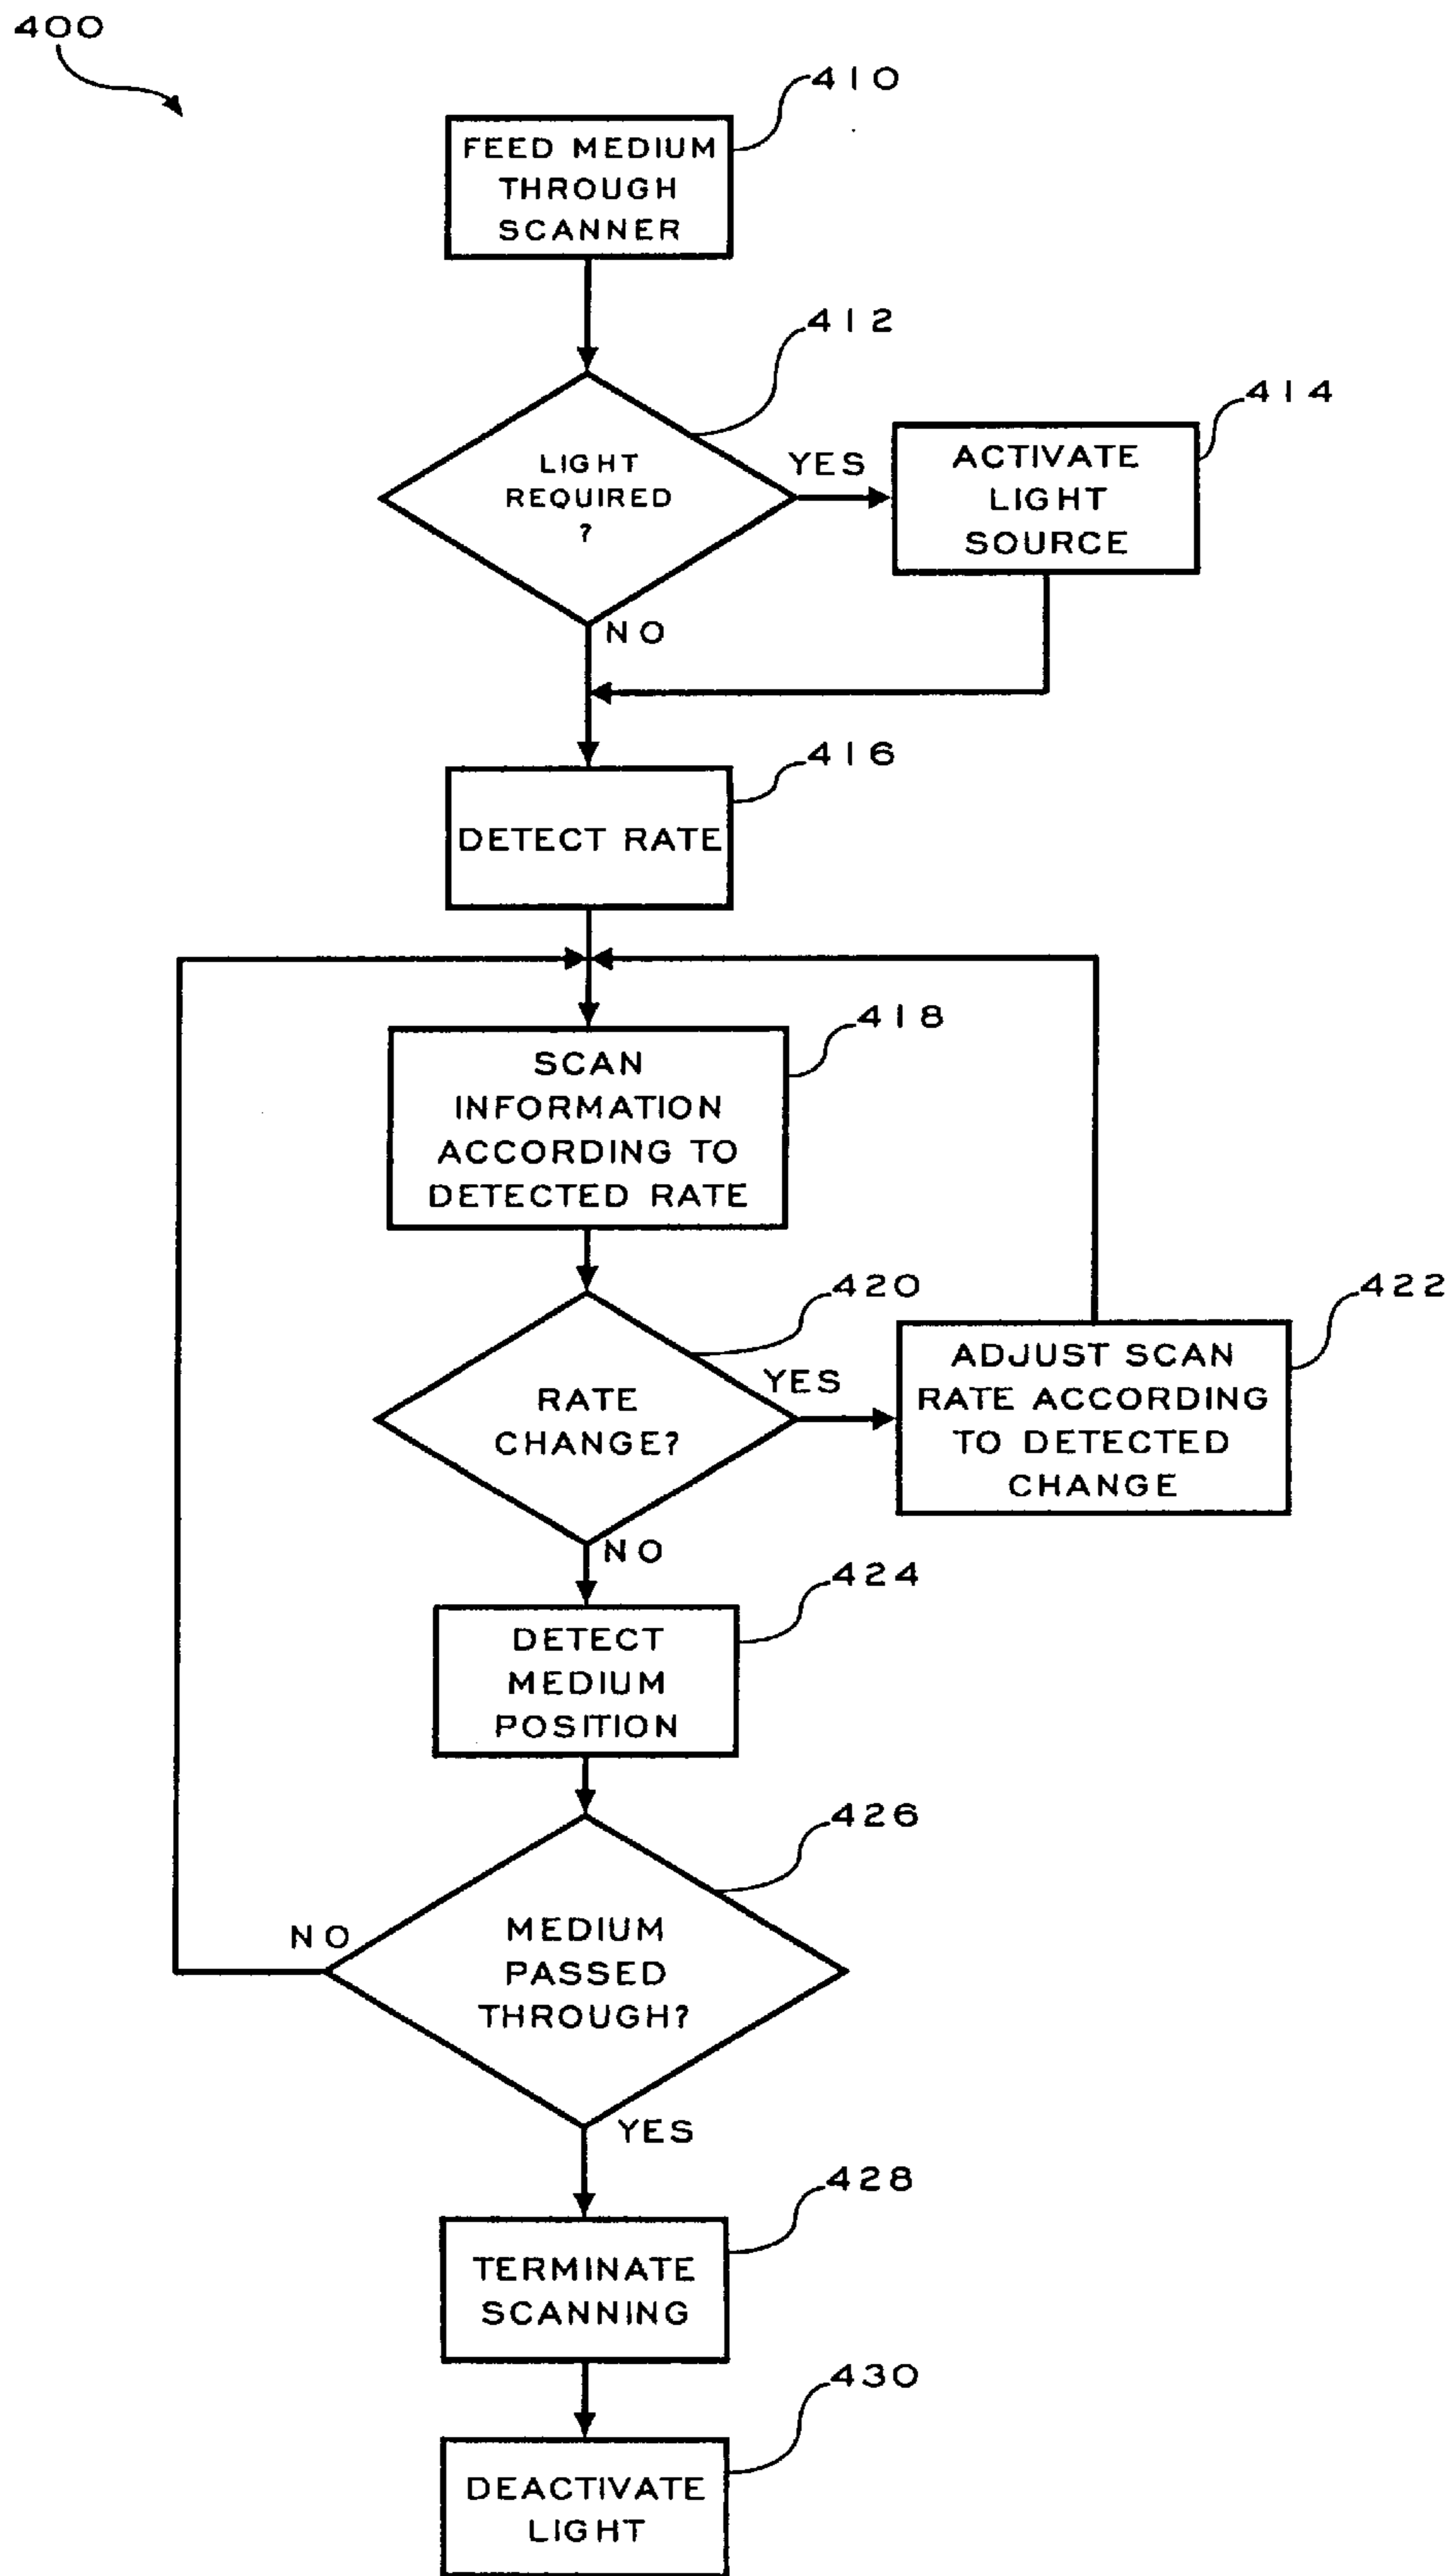 400
410
FEED MEDIUM
THROUGH
SCANNER
412
LIGHT
REQUIRED
?
YES
414
ACTIVATE
LIGHT
SOURCE
NO
416
DETECT RATE
418
SCAN
INFORMATION
ACCORDING TO
DETECTED RATE
420
RATE
CHANGE?
YES
422
ADJUST SCAN
RATE ACCORDING
TO DETECTED
CHANGE
NO
424
DETECT
MEDIUM
POSITION
426
MEDIUM
PASSED
THROUGH?
NO
YES
428
TERMINATE
SCANNING
430
DEACTIVATE
LIGHT